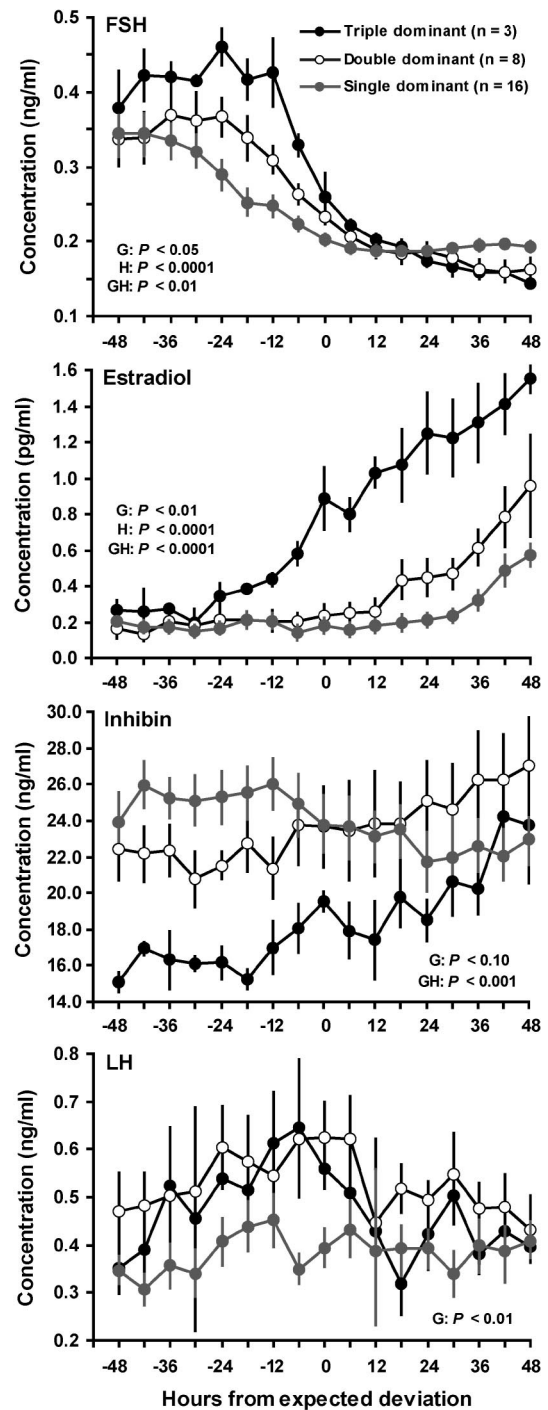 FSH
Triple dominant (n = 3)
Double dominant (n = 8)
Single dominant (n = 16)
Concentration (ng/ml)
0.5
0.4
0.3
0.2
0.1
G: P < 0.05
H: P < 0.0001
GH: P < 0.01
-48 -36 -24 -12 0 12 24 36 48
Estradiol
Concentration (pg/ml)
1.6
1.4
1.2
1.0
0.8
0.6
0.4
0.2
0.0
G: P < 0.01
H: P < 0.0001
GH: P < 0.0001
-48 -36 -24 -12 0 12 24 36 48
Inhibin
Concentration (ng/ml)
30.0
28.0
26.0
24.0
22.0
20.0
18.0
16.0
14.0
G: P < 0.10
GH: P < 0.001
-48 -36 -24 -12 0 12 24 36 48
LH
Concentration (ng/ml)
0.8
0.7
0.6
0.5
0.4
0.3
0.2
G: P < 0.01
-48 -36 -24 -12 0 12 24 36 48
Hours from expected deviation